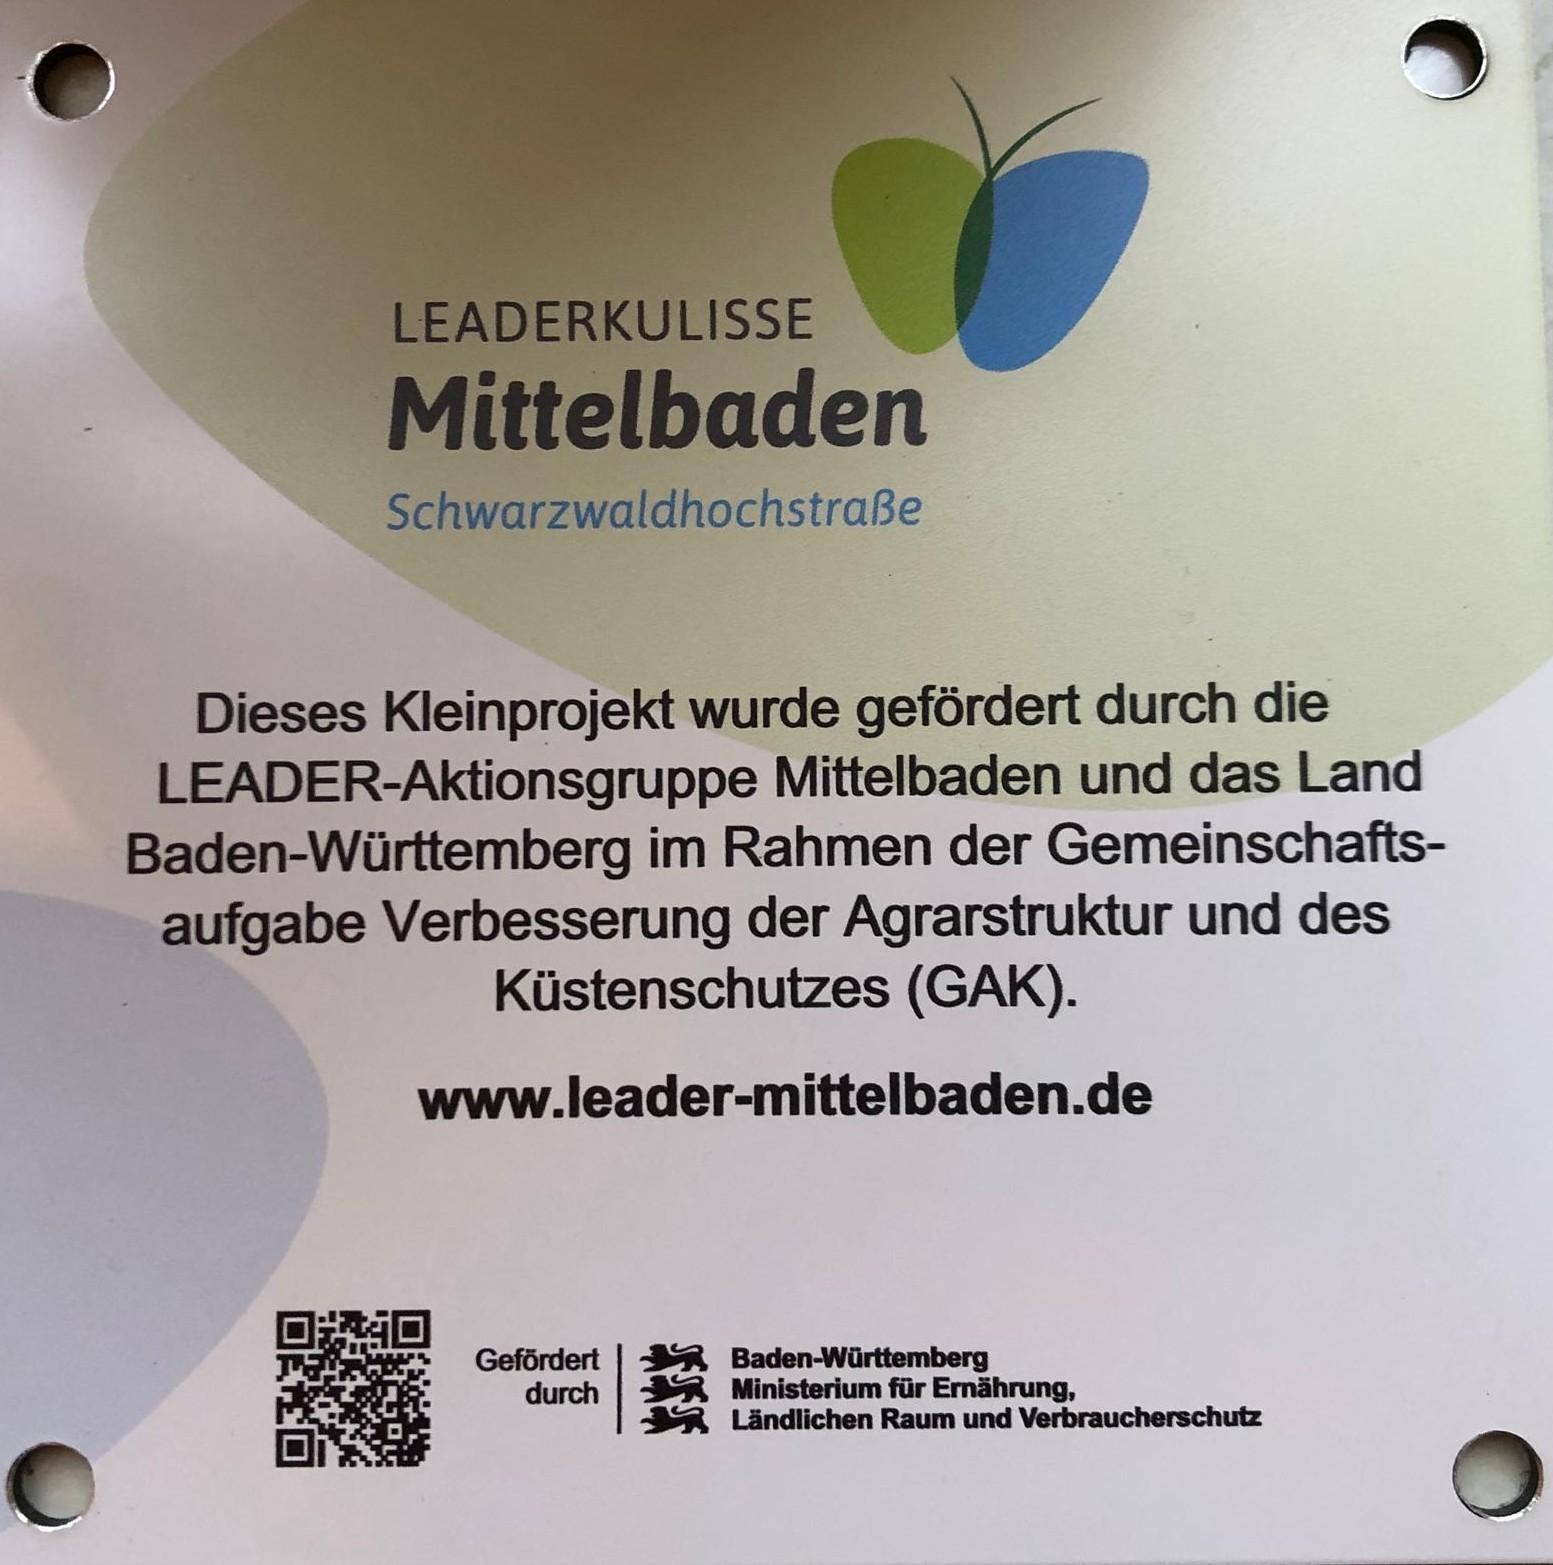 LEADERKULISSE
Mittelbaden
Schwarzwaldhochstraße
Dieses Kleinprojekt wurde gefördert durch die
LEADER-Aktionsgruppe Mittelbaden und das Land
Baden-Württemberg im Rahmen der Gemeinschafts-
aufgabe Verbesserung der Agrarstruktur und des
Küstenschutzes (GAK).
www.leader-mittelbaden.de
Gefördert
durch
Baden-Württemberg
Ministerium für Ernährung,
Ländlichen Raum und Verbraucherschutz